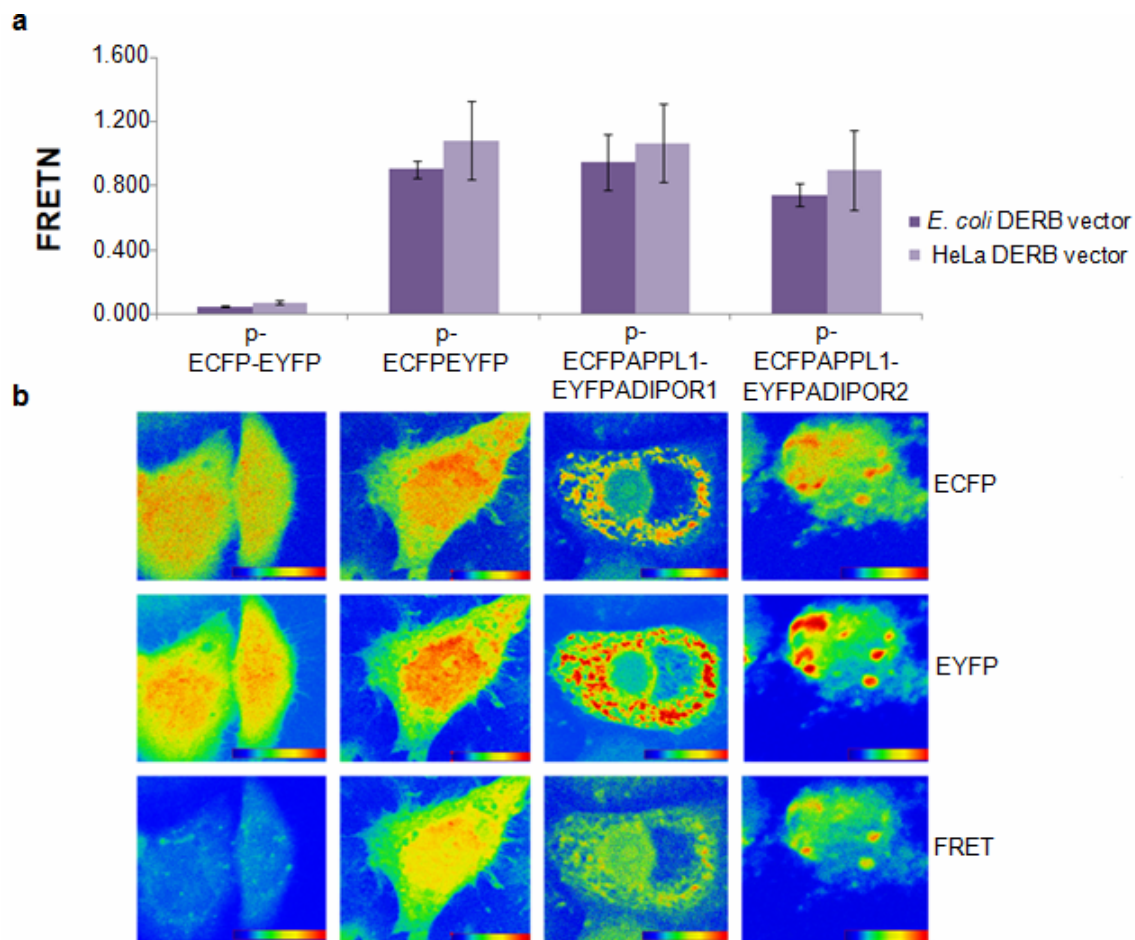 a
1.600
1.200
0.800
0.400
0.000
FRETN
E. coli DERB vector
HeLa DERB vector
p-
ECFP-EYFP
p-
ECFPEYFP
p-
ECFPAPPL1-
EYFPADIPOR1
p-
ECFPAPPL1-
EYFPADIPOR2
b
ECFP
EYFP
FRET